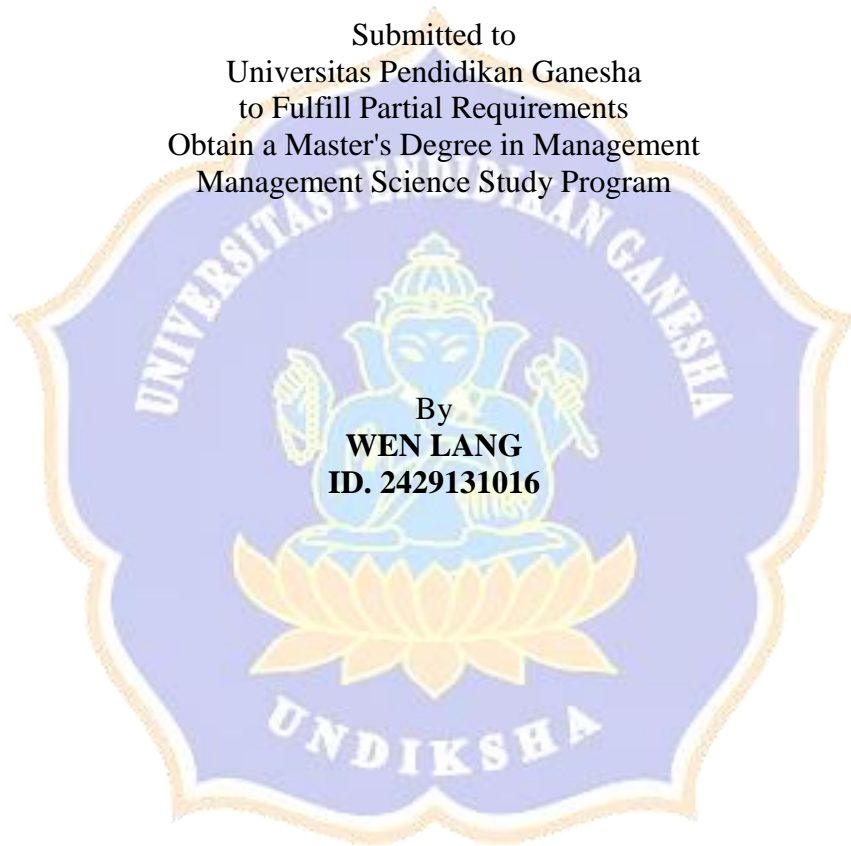 Submitted to
Universitas Pendidikan Ganesha
to Fulfill Partial Requirements
Obtain a Master's Degree in Management
Management Science Study Program
UNIVERSITAS PENDIDIKAN GANESHA
By
WEN LANG
ID. 2429131016
UNDIKSHA